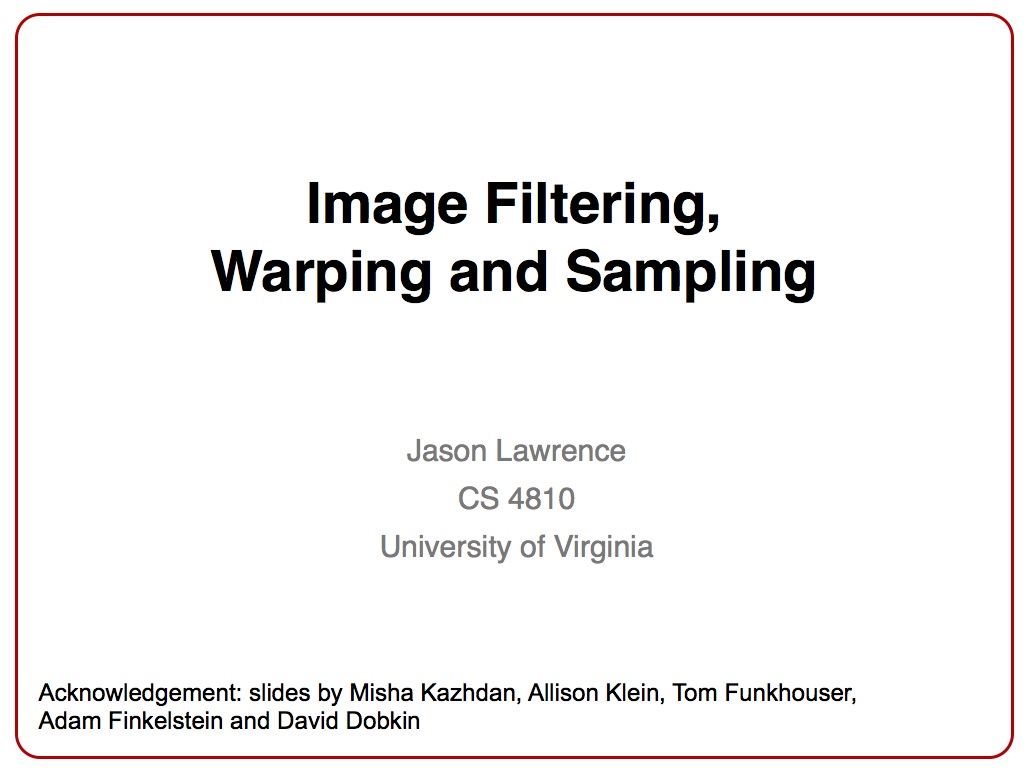 Image Filtering,
Warping and Sampling
Jason Lawrence
CS 4810
University of Virginia
Acknowledgement: slides by Misha Kazhdan, Allison Klein, Tom Funkhouser,
Adam Finkelstein and David Dobkin